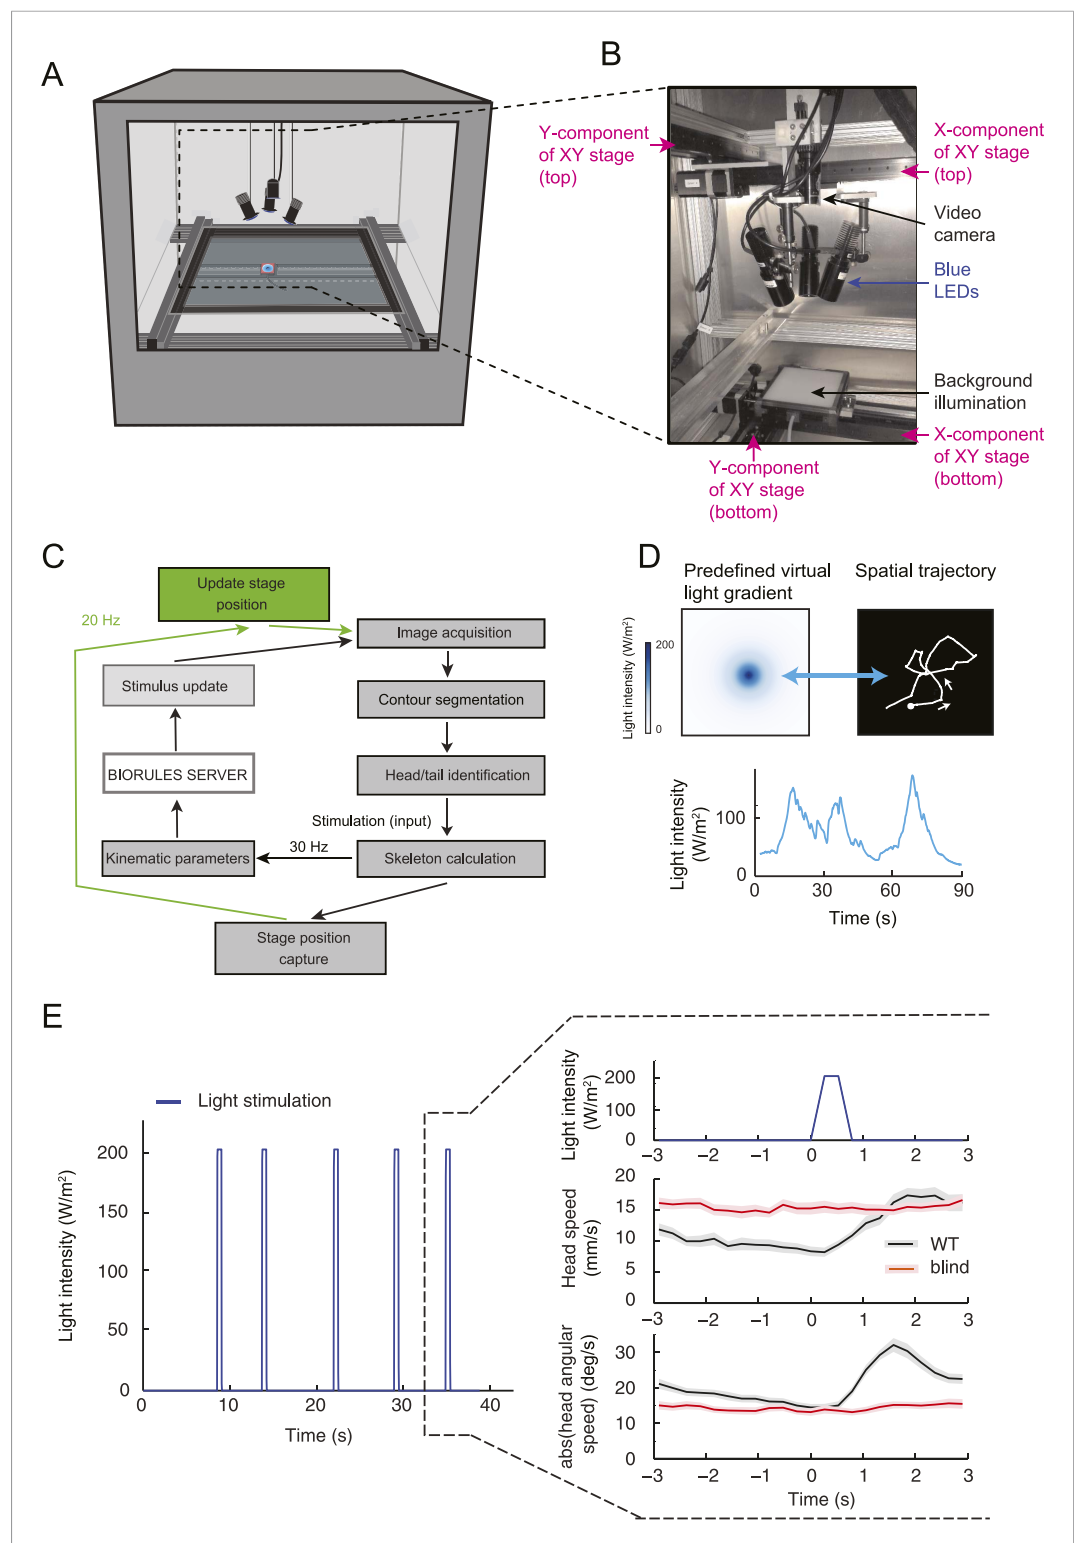 A
B
Y-component
of XY stage
(top)
X-component
of XY stage
(top)
Video
camera
Blue
LEDs
Background
illumination
X-component
of XY stage
(bottom)
Y-component
of XY stage
(bottom)
C
Update stage
position
20 Hz
Image acquisition
Stimulus update
Contour segmentation
BIORULES SERVER
Head/tail identification
Stimulation (input)
30 Hz
Kinematic parameters
Skeleton calculation
Stage position
capture
D
Predefined virtual
light gradient
Spatial trajectory
Light intensity (W/m²)
200
0
Light intensity
(W/m²)
100
0
0 30 60 90
Time (s)
E
Light stimulation
Light intensity (W/m²)
200
150
100
50
0
0 10 20 30 40
Time (s)
Light intensity
(W/m²)
200
100
0
−3 −2 −1 0 1 2 3
Head speed
(mm/s)
20
15
10
5
0
WT
blind
−3 −2 −1 0 1 2 3
abs(head angular
speed) (deg/s)
30
20
10
0
−3 −2 −1 0 1 2 3
Time (s)